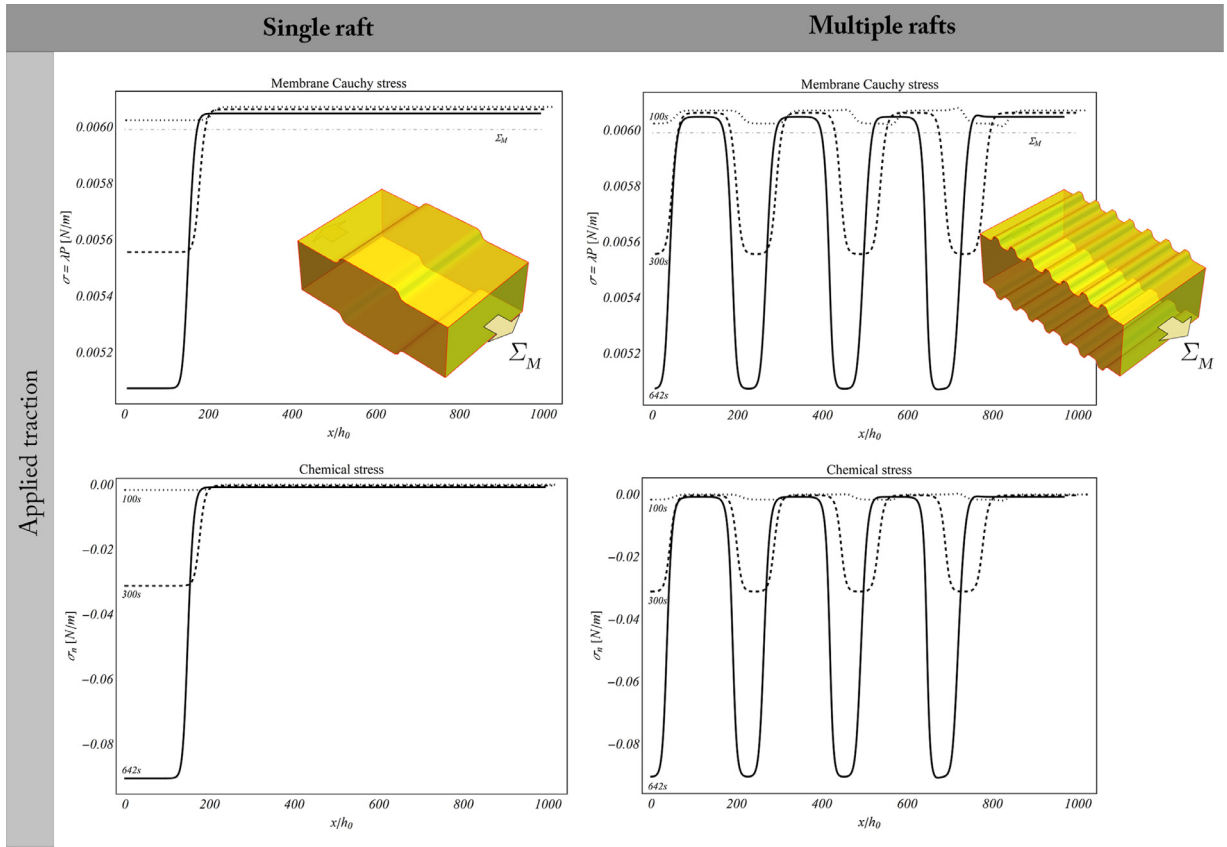 Single raft
Multiple rafts
Applied traction
Membrane Cauchy stress
σ = λP [N/m]
0.0060
0.0058
0.0056
0.0054
0.0052
Σ_M
Σ_M
0 200 400 600 800 1000
x/h₀
Membrane Cauchy stress
σ = λP [N/m]
0.0060
0.0058
0.0056
0.0054
0.0052
100s
300s
642s
Σ_M
Σ_M
0 200 400 600 800 1000
x/h₀
Chemical stress
σₙ [N/m]
0.00
−0.02
−0.04
−0.06
−0.08
100s
300s
642s
0 200 400 600 800 1000
x/h₀
Chemical stress
σₙ [N/m]
0.00
−0.02
−0.04
−0.06
−0.08
100s
300s
642s
0 200 400 600 800 1000
x/h₀